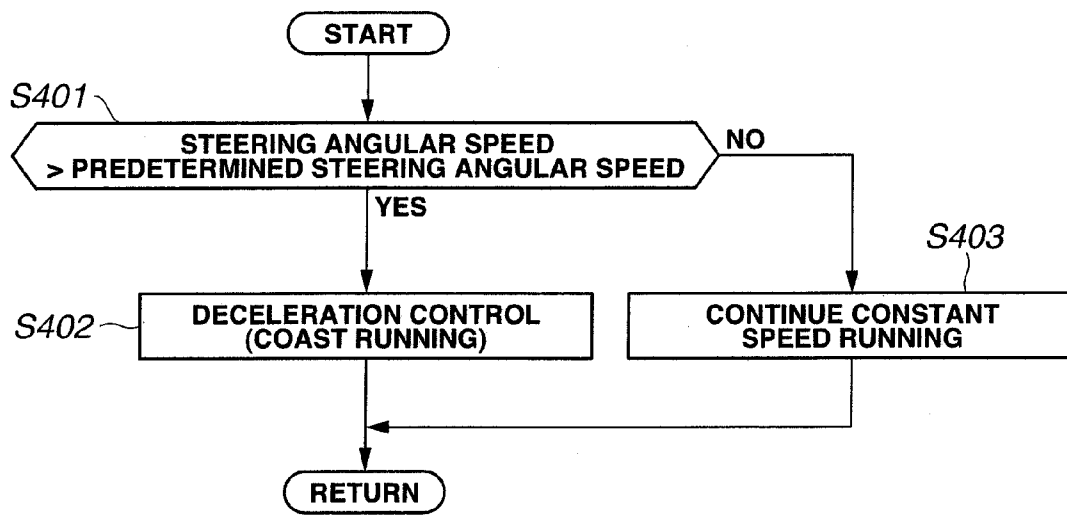 START
S401
STEERING ANGULAR SPEED
> PREDETERMINED STEERING ANGULAR SPEED
NO
YES
S403
S402
DECELERATION CONTROL
(COAST RUNNING)
CONTINUE CONSTANT
SPEED RUNNING
RETURN